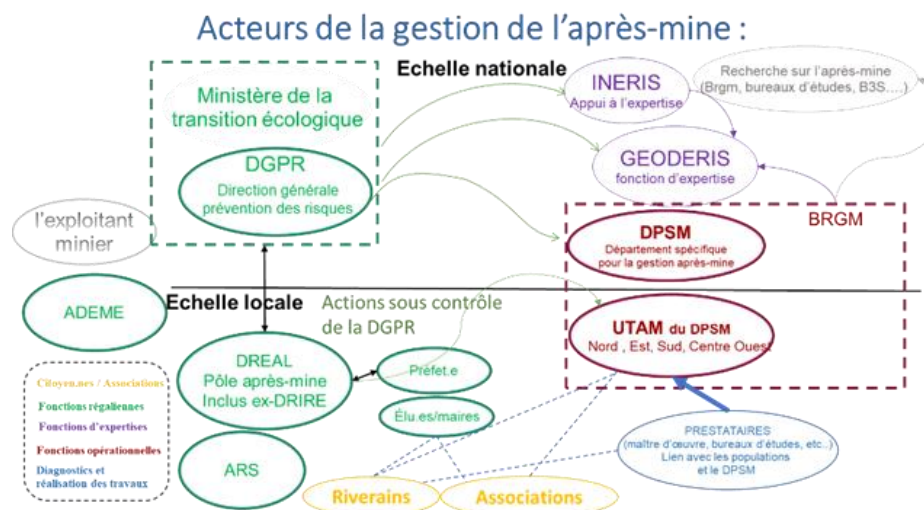 Acteurs de la gestion de l'après-mine :
Echelle nationale
Ministère de la
transition écologique
DGPR
Direction générale
prévention des risques
INERIS
Appui à l'expertise
Recherche sur l'après-mine
(Brgm, bureaux d'études, B3S....)
GEODERIS
fonction d'expertise
BRGM
DPSM
Département spécifique
pour la gestion après-mine
l'exploitant
minier
ADEME
Echelle locale
Actions sous contrôle
de la DGPR
UTAM du DPSM
Nord , Est, Sud, Centre Ouest
DREAL
Pôle après-mine
Inclus ex-DRIRE
Préfet.e
Élu.es/maires
ARS
PRESTATAIRES
(maître d'œuvre, bureaux d'études, etc..)
Lien avec les populations
et le DPSM
Riverains
Associations
Citoyen.nes / Associations
Fonctions régaliennes
Fonctions d'expertises
Fonctions opérationnelles
Diagnostics et
réalisation des travaux